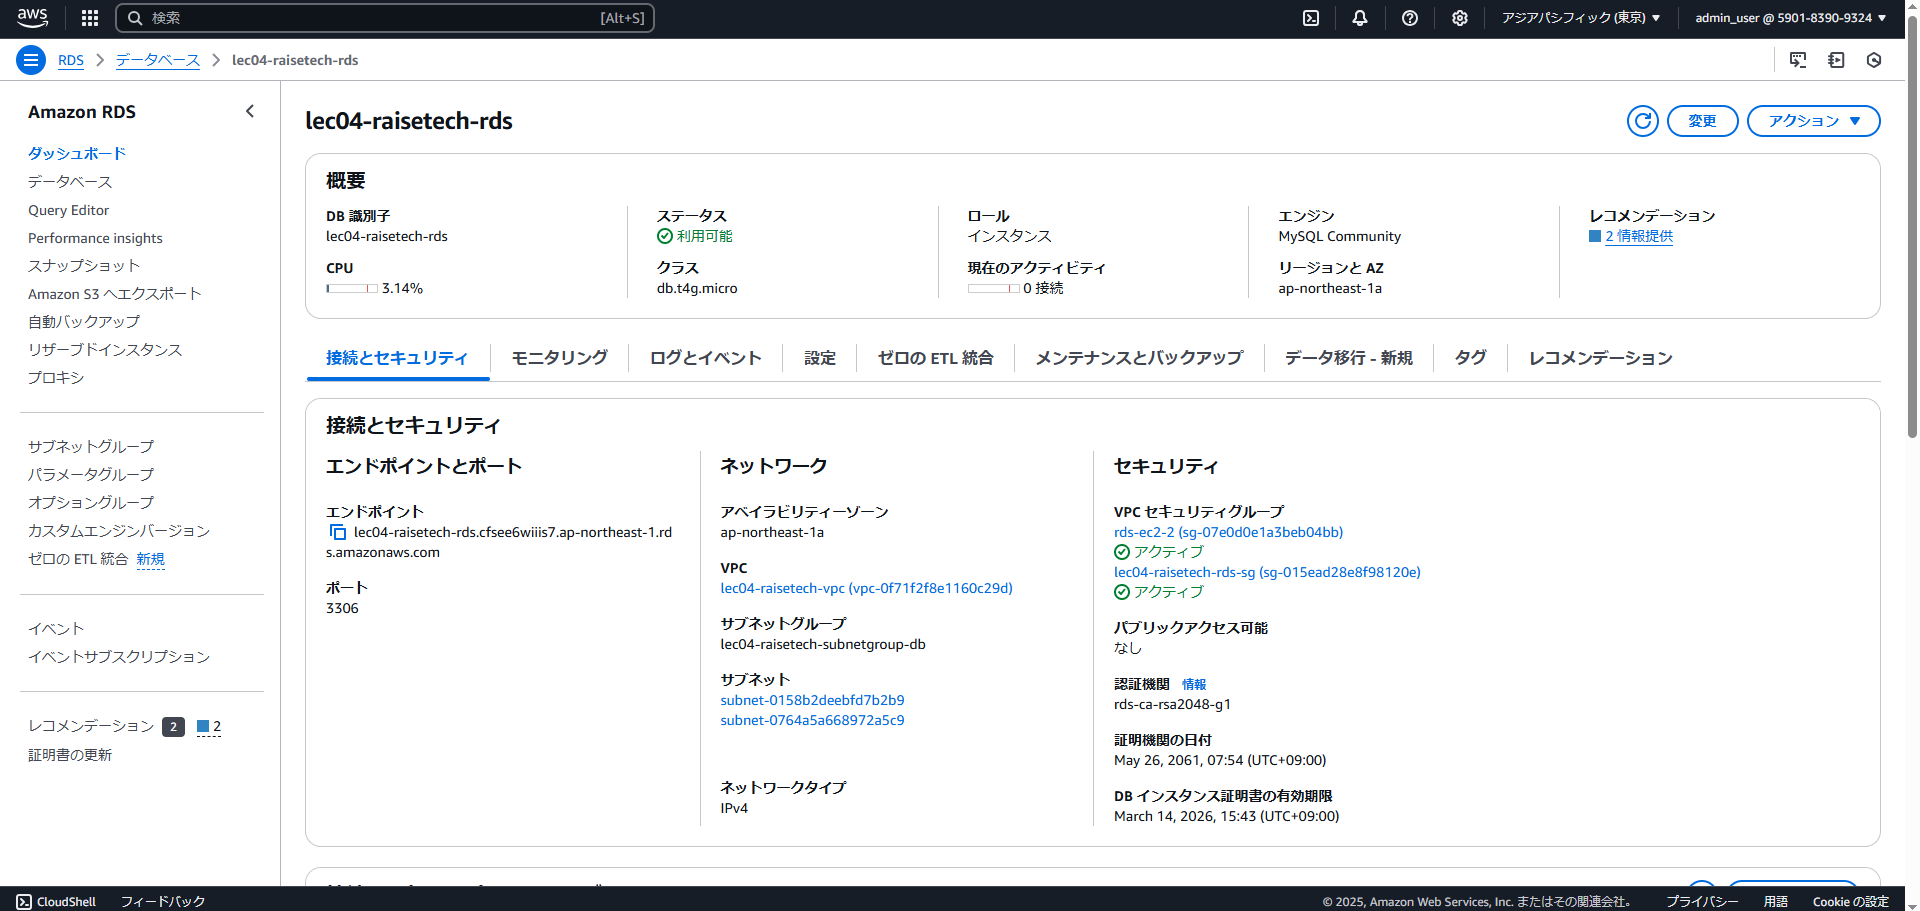 aws
検索
[Alt+S]
アジアパシフィック (東京) ▼
admin_user @ 5901-8390-9324 ▼
RDS
データベース
lec04-raisetech-rds
Amazon RDS
ダッシュボード
データベース
Query Editor
Performance insights
スナップショット
Amazon S3 へエクスポート
自動バックアップ
リザーブドインスタンス
プロキシ
サブネットグループ
パラメータグループ
オプショングループ
カスタムエンジンバージョン
ゼロの ETL 統合 新規
イベント
イベントサブスクリプション
レコメンデーション 2 2
証明書の更新
lec04-raisetech-rds
変更
アクション ▼
概要
DB 識別子
lec04-raisetech-rds
CPU
3.14%
ステータス
利用可能
クラス
db.t4g.micro
ロール
インスタンス
現在のアクティビティ
0 接続
エンジン
MySQL Community
リージョンと AZ
ap-northeast-1a
レコメンデーション
2 情報提供
接続とセキュリティ
モニタリング
ログとイベント
設定
ゼロの ETL 統合
メンテナンスとバックアップ
データ移行 - 新規
タグ
レコメンデーション
接続とセキュリティ
エンドポイントとポート
エンドポイント
lec04-raisetech-rds.cfsee6wiiis7.ap-northeast-1.rd
s.amazonaws.com
ポート
3306
ネットワーク
アベイラビリティーゾーン
ap-northeast-1a
VPC
lec04-raisetech-vpc (vpc-0f71f2f8e1160c29d)
サブネットグループ
lec04-raisetech-subnetgroup-db
サブネット
subnet-0158b2deebfd7b2b9
subnet-0764a5a668972a5c9
ネットワークタイプ
IPv4
セキュリティ
VPC セキュリティグループ
rds-ec2-2 (sg-07e0d0e1a3beb04bb)
アクティブ
lec04-raisetech-rds-sg (sg-015ead28e8f98120e)
アクティブ
パブリックアクセス可能
なし
認証機関 情報
rds-ca-rsa2048-g1
証明機関の日付
May 26, 2061, 07:54 (UTC+09:00)
DB インスタンス証明書の有効期限
March 14, 2026, 15:43 (UTC+09:00)
CloudShell
フィードバック
© 2025, Amazon Web Services, Inc. またはその関連会社。
プライバシー
用語
Cookie の設定